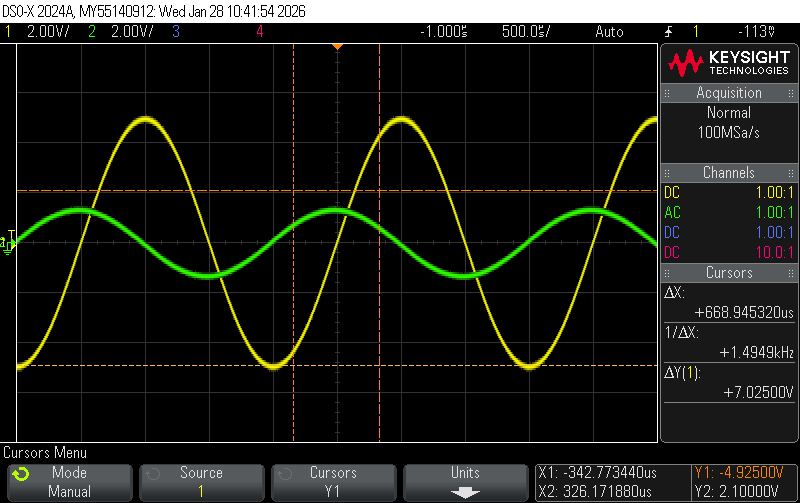 DSO-X 2024A, MY55140912: Wed Jan 28 10:41:54 2026
1 2.00V/ 2 2.00V/ 3 4 -1.000s 500.0s/ Auto 1 -113
KEYSIGHT
TECHNOLOGIES
Acquisition
Normal
100MSa/s
Channels
DC 1.00:1
AC 1.00:1
DC 1.00:1
DC 10.0:1
Cursors
ΔX:
+668.945320us
1/ΔX:
+1.4949kHz
ΔY(1):
+7.02500V
T
2
Cursors Menu
Mode
Manual
Source
1
Cursors
Y1
Units
X1: -342.773440us
X2: 326.171880us
Y1: -4.92500V
Y2: 2.10000V